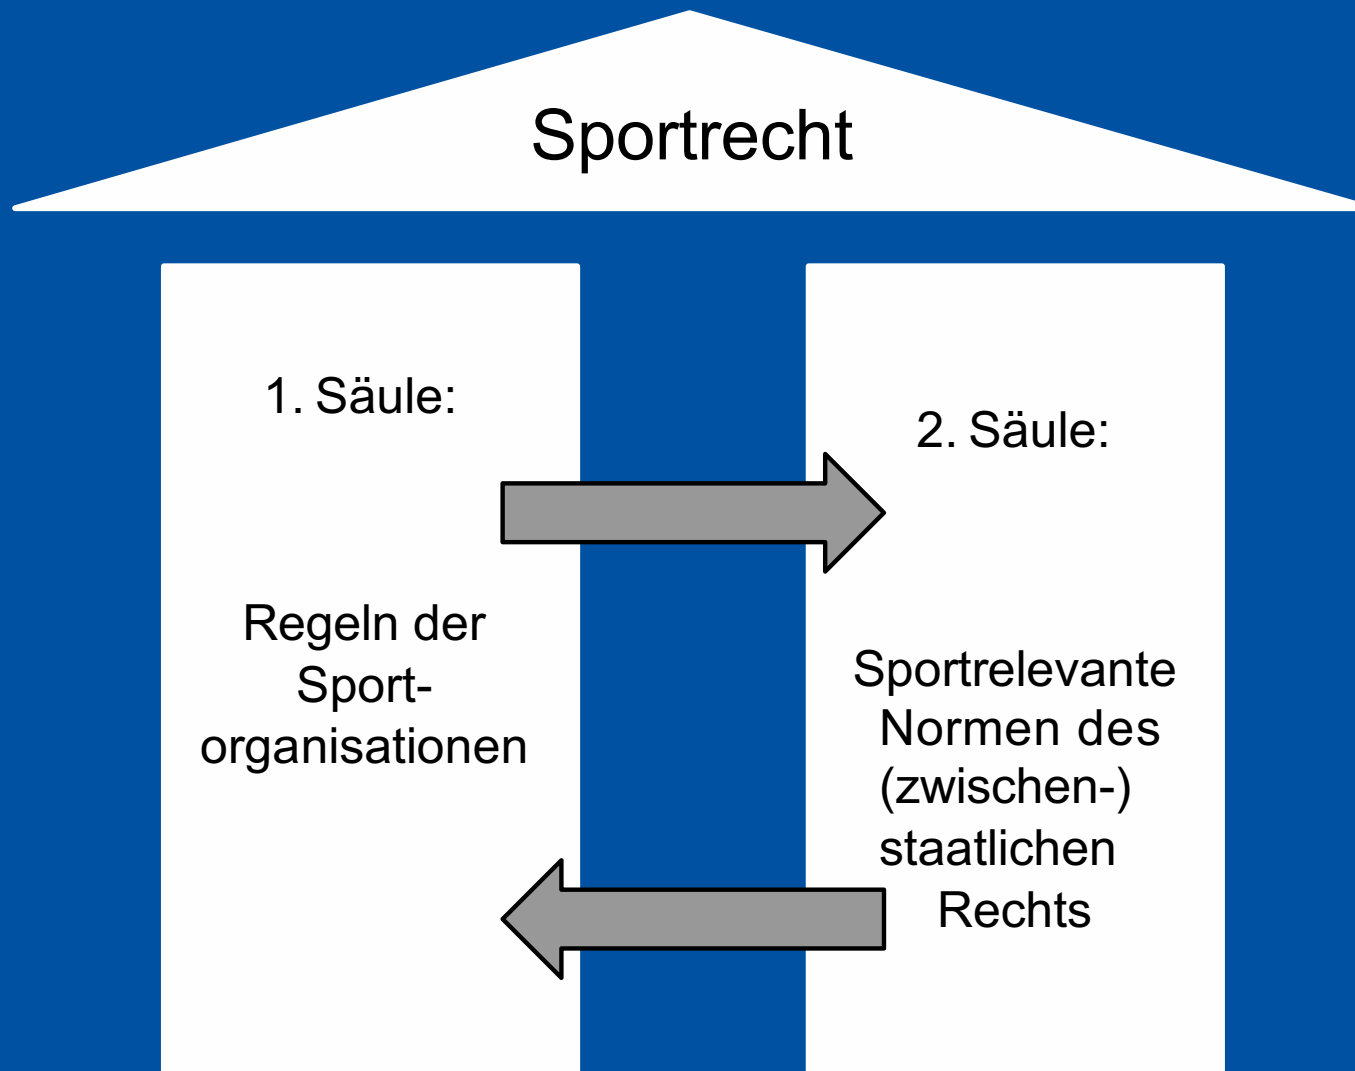 Sportrecht
1. Säule:
Regeln der
Sport-
organisationen
2. Säule:
Sportrelevante
Normen des
(zwischen-)
staatlichen
Rechts